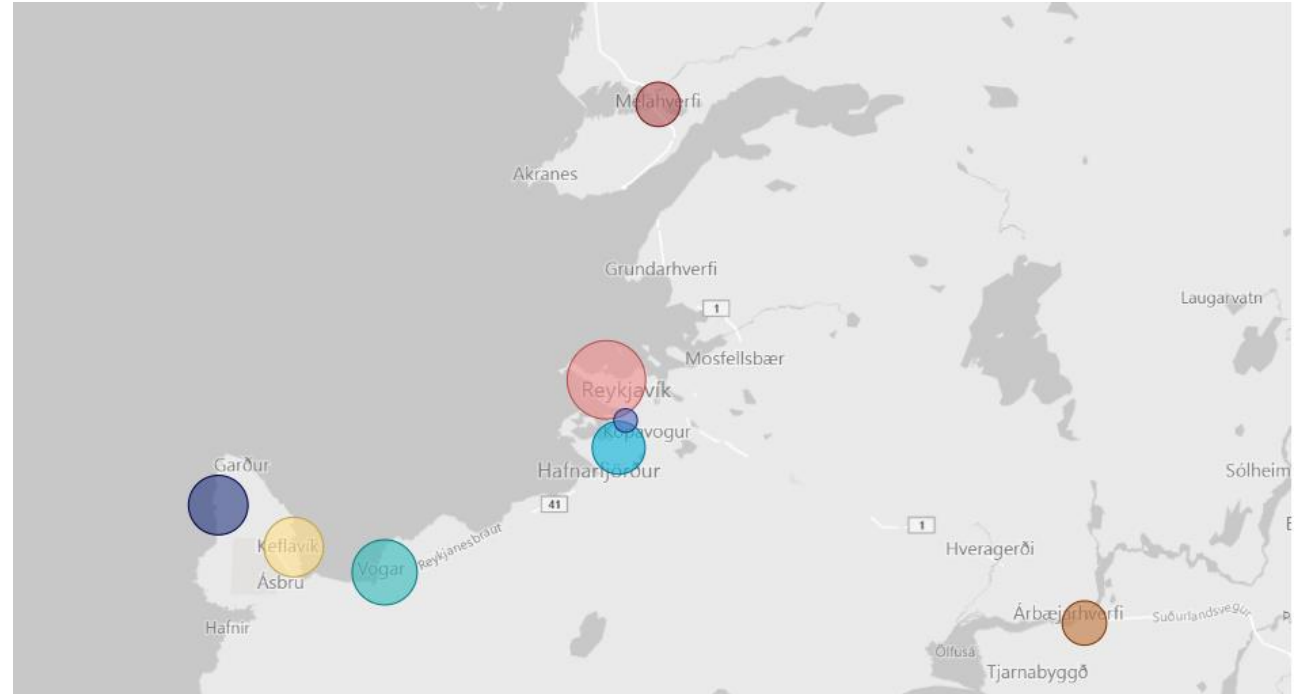 Melahverfi
Akranes
Grundarhverfi
1
Laugarvatn
Mosfellsbær
Reykjavík
Kópavogur
Hafnarfjörður
Garður
Sólheim
41
1
Reykjanesbraut
Keflavík
Hveragerði
Vogar
Ásbrú
Árbæjarhverfi
Suðurlandsvegur
Hafnir
Ölfusá
Tjarnabyggð